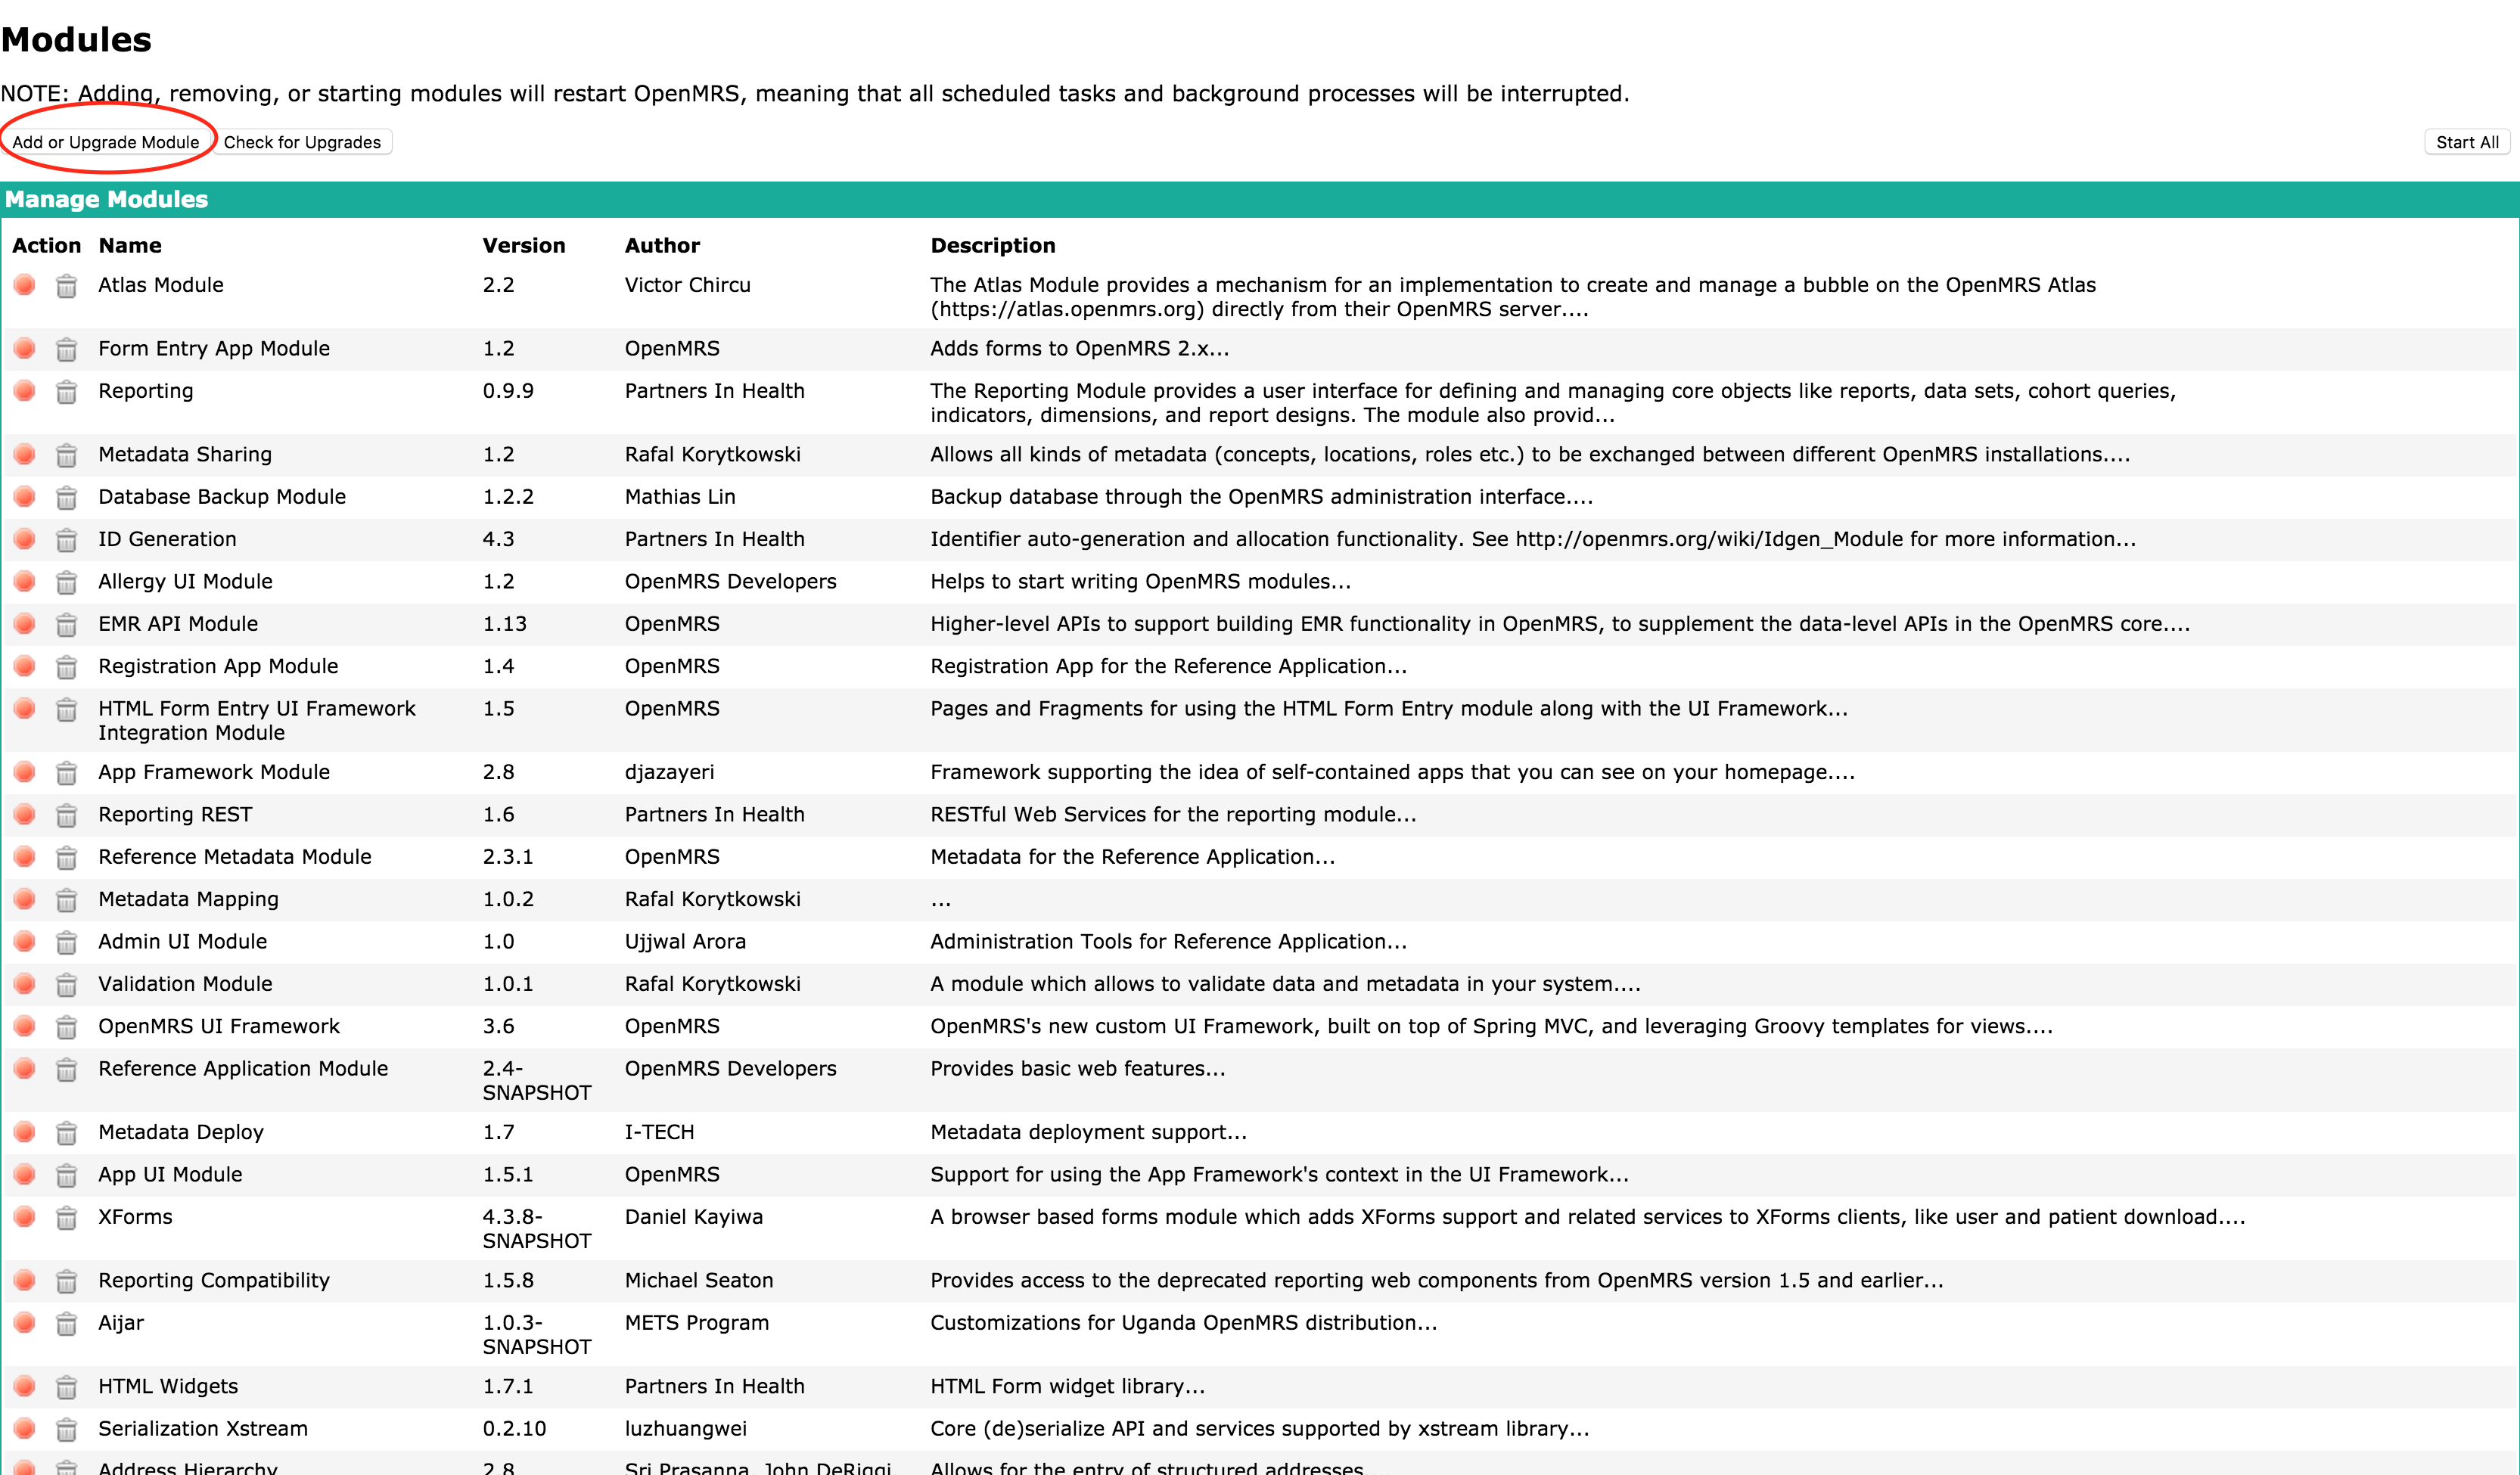 Modules
NOTE: Adding, removing, or starting modules will restart OpenMRS, meaning that all scheduled tasks and background processes will be interrupted.
Add or Upgrade Module Check for Upgrades Start All
Manage Modules
Action Name Version Author Description
Atlas Module 2.2 Victor Chircu The Atlas Module provides a mechanism for an implementation to create and manage a bubble on the OpenMRS Atlas
(https://atlas.openmrs.org) directly from their OpenMRS server....
Form Entry App Module 1.2 OpenMRS Adds forms to OpenMRS 2.x...
Reporting 0.9.9 Partners In Health The Reporting Module provides a user interface for defining and managing core objects like reports, data sets, cohort queries,
indicators, dimensions, and report designs. The module also provid...
Metadata Sharing 1.2 Rafal Korytkowski Allows all kinds of metadata (concepts, locations, roles etc.) to be exchanged between different OpenMRS installations....
Database Backup Module 1.2.2 Mathias Lin Backup database through the OpenMRS administration interface....
ID Generation 4.3 Partners In Health Identifier auto-generation and allocation functionality. See http://openmrs.org/wiki/Idgen_Module for more information...
Allergy UI Module 1.2 OpenMRS Developers Helps to start writing OpenMRS modules...
EMR API Module 1.13 OpenMRS Higher-level APIs to support building EMR functionality in OpenMRS, to supplement the data-level APIs in the OpenMRS core....
Registration App Module 1.4 OpenMRS Registration App for the Reference Application...
HTML Form Entry UI Framework 1.5 OpenMRS Pages and Fragments for using the HTML Form Entry module along with the UI Framework...
Integration Module
App Framework Module 2.8 djazayeri Framework supporting the idea of self-contained apps that you can see on your homepage....
Reporting REST 1.6 Partners In Health RESTful Web Services for the reporting module...
Reference Metadata Module 2.3.1 OpenMRS Metadata for the Reference Application...
Metadata Mapping 1.0.2 Rafal Korytkowski ...
Admin UI Module 1.0 Ujjwal Arora Administration Tools for Reference Application...
Validation Module 1.0.1 Rafal Korytkowski A module which allows to validate data and metadata in your system....
OpenMRS UI Framework 3.6 OpenMRS OpenMRS's new custom UI Framework, built on top of Spring MVC, and leveraging Groovy templates for views....
Reference Application Module 2.4- OpenMRS Developers Provides basic web features...
SNAPSHOT
Metadata Deploy 1.7 I-TECH Metadata deployment support...
App UI Module 1.5.1 OpenMRS Support for using the App Framework's context in the UI Framework...
XForms 4.3.8- Daniel Kayiwa A browser based forms module which adds XForms support and related services to XForms clients, like user and patient download....
SNAPSHOT
Reporting Compatibility 1.5.8 Michael Seaton Provides access to the deprecated reporting web components from OpenMRS version 1.5 and earlier...
Aijar 1.0.3- METS Program Customizations for Uganda OpenMRS distribution...
SNAPSHOT
HTML Widgets 1.7.1 Partners In Health HTML Form widget library...
Serialization Xstream 0.2.10 luzhuangwei Core (de)serialize API and services supported by xstream library...
Address Hierarchy 2.8 Sri Prasanna, John DeRiggi Allows for the entry of structured addresses....